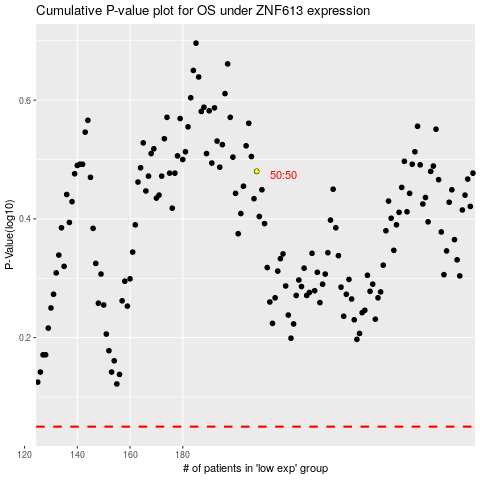 Cumulative P-value plot for OS under ZNF613 expression
P-Value(log10)
0.6
0.4
0.2
50:50
120 140 160 180
# of patients in 'low exp' group